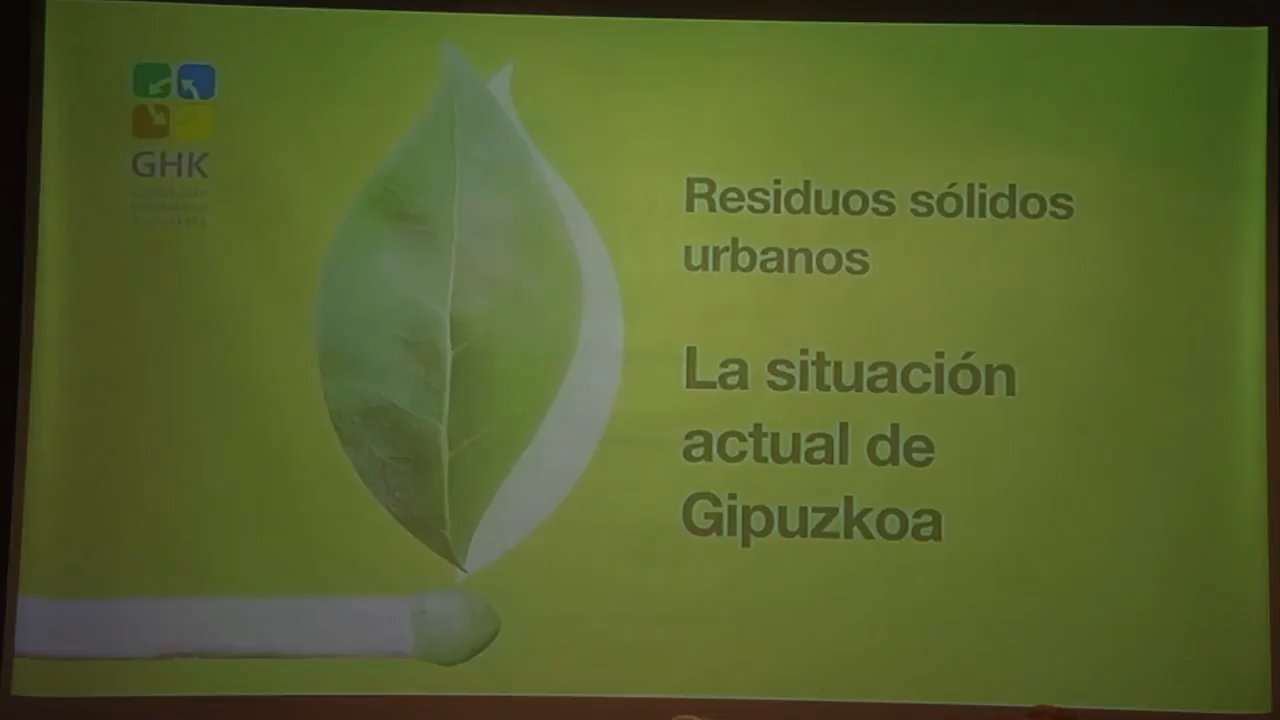 GHK
Residuos sólidos
urbanos
La situación
actual de
Gipuzkoa